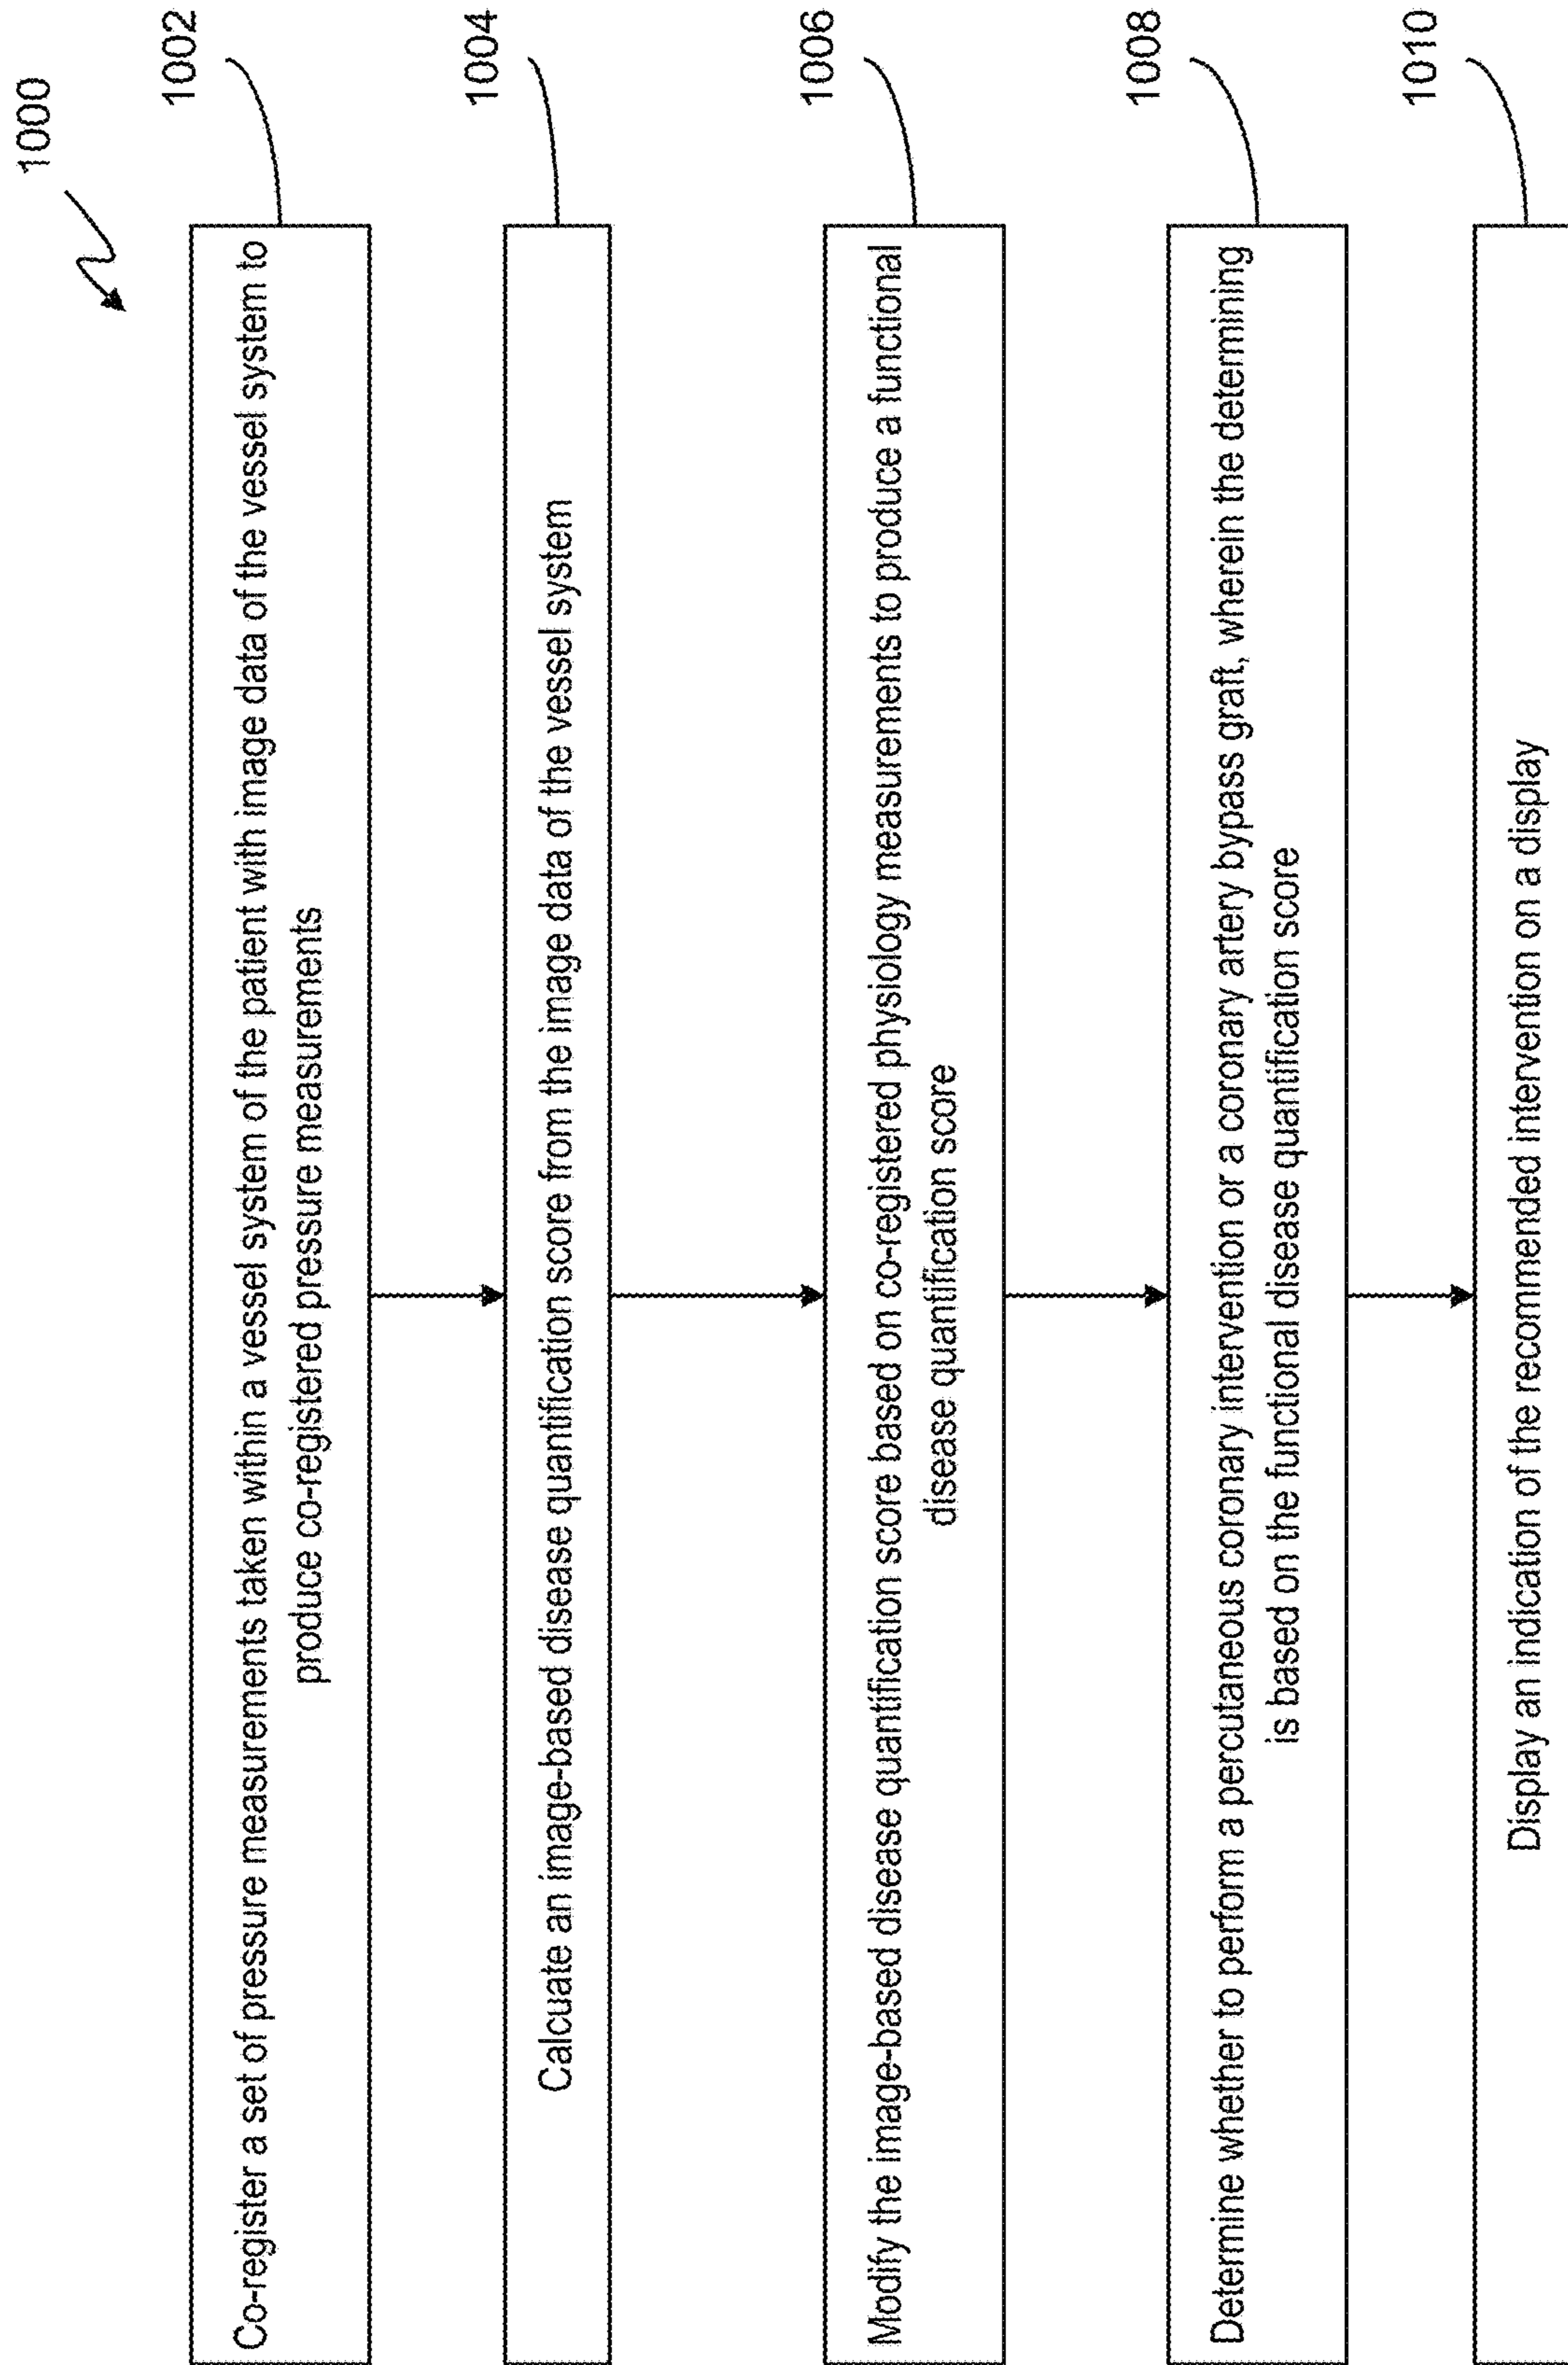 1000
1002
Co-register a set of pressure measurements taken within a vessel system of the patient with image data of the vessel system to
produce co-registered pressure measurements
1004
Calcuate an image-based disease quantification score from the image data of the vessel system
1006
Modify the image-based disease quantification score based on co-registered physiology measurements to produce a functional
disease quantification score
1008
Determine whether to perform a percutaneous coronary intervention or a coronary artery bypass graft, wherein the determining
is based on the functional disease quantification score
1010
Display an indication of the recommended intervention on a display